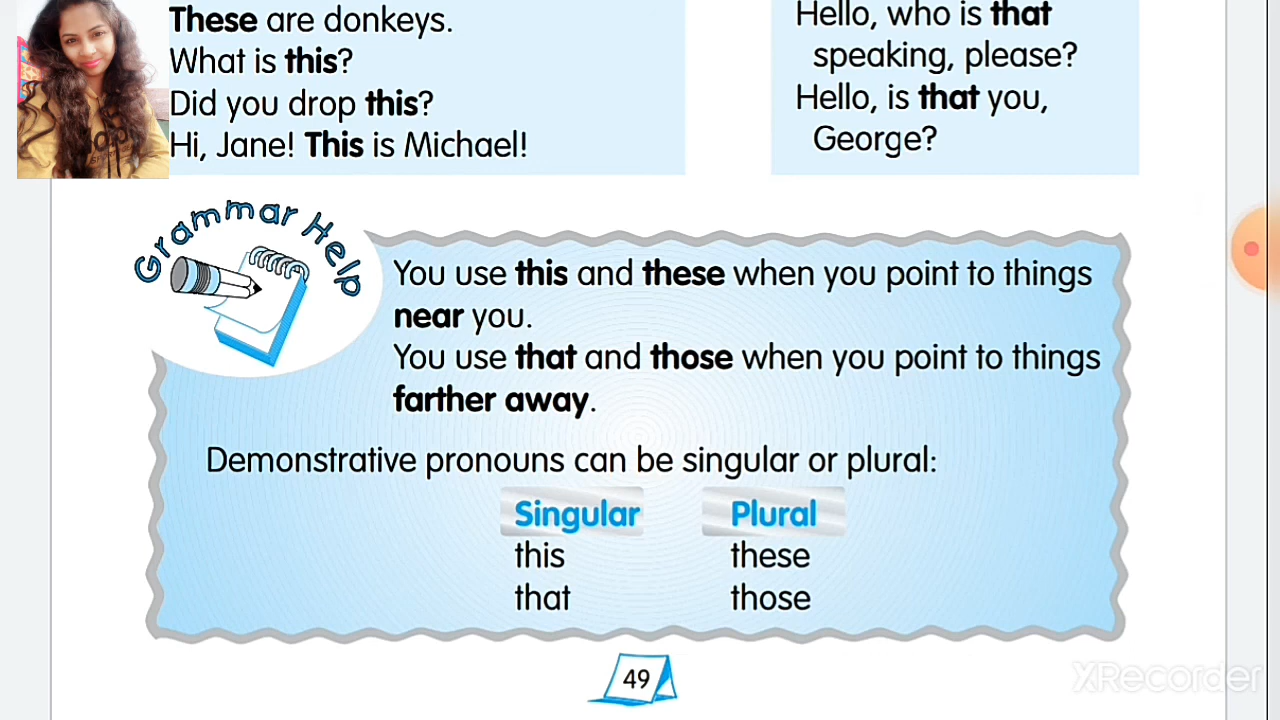 These are donkeys.
What is this?
Did you drop this?
Hi, Jane! This is Michael!
Hello, who is that
speaking, please?
Hello, is that you,
George?
Grammar Help
You use this and these when you point to things
near you.
You use that and those when you point to things
farther away.
Demonstrative pronouns can be singular or plural:
Singular Plural
this these
that those
49
XRecorder